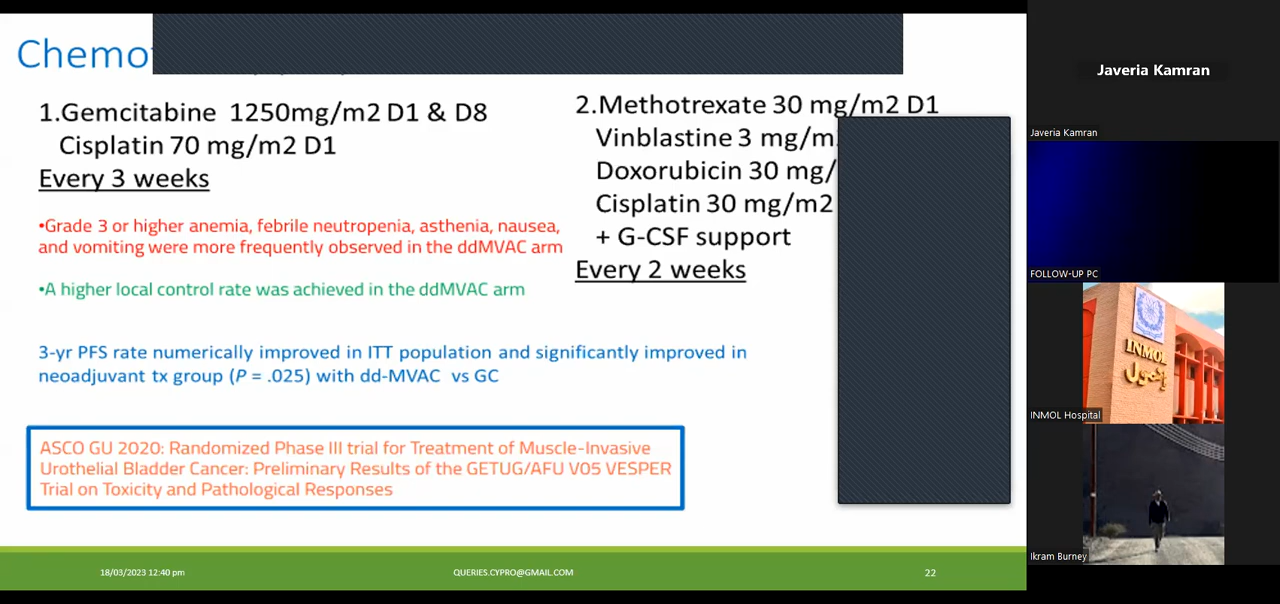 Chemo
1.Gemcitabine 1250mg/m2 D1 & D8
Cisplatin 70 mg/m2 D1
Every 3 weeks
•Grade 3 or higher anemia, febrile neutropenia, asthenia, nausea,
and vomiting were more frequently observed in the ddMVAC arm
•A higher local control rate was achieved in the ddMVAC arm
2.Methotrexate 30 mg/m2 D1
Vinblastine 3 mg/m
Doxorubicin 30 mg/
Cisplatin 30 mg/m2
+ G-CSF support
Every 2 weeks
3-yr PFS rate numerically improved in ITT population and significantly improved in
neoadjuvant tx group (P = .025) with dd-MVAC vs GC
ASCO GU 2020: Randomized Phase III trial for Treatment of Muscle-Invasive
Urothelial Bladder Cancer: Preliminary Results of the GETUG/AFU V05 VESPER
Trial on Toxicity and Pathological Responses
18/03/2023 12:40 pm
QUERIES.CYPRO@GMAIL.COM
22
Javeria Kamran
Javeria Kamran
FOLLOW-UP PC
INMOL
انمول
INMOL Hospital
Ikram Burney